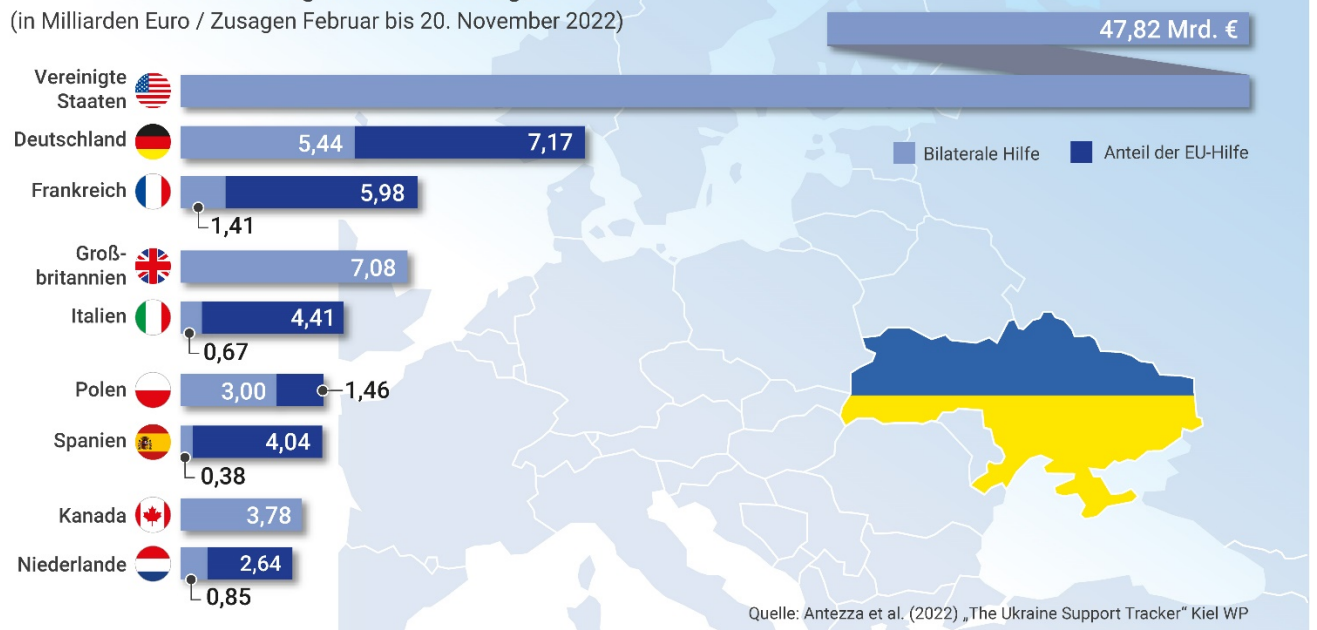 (in Milliarden Euro / Zusagen Februar bis 20. November 2022)
47,82 Mrd. €
Vereinigte
Staaten
Deutschland
5,44
7,17
Bilaterale Hilfe
Anteil der EU-Hilfe
Frankreich
5,98
1,41
Groß-
britannien
7,08
Italien
4,41
0,67
Polen
3,00
1,46
Spanien
4,04
0,38
Kanada
3,78
Niederlande
2,64
0,85
Quelle: Antezza et al. (2022) „The Ukraine Support Tracker“ Kiel WP